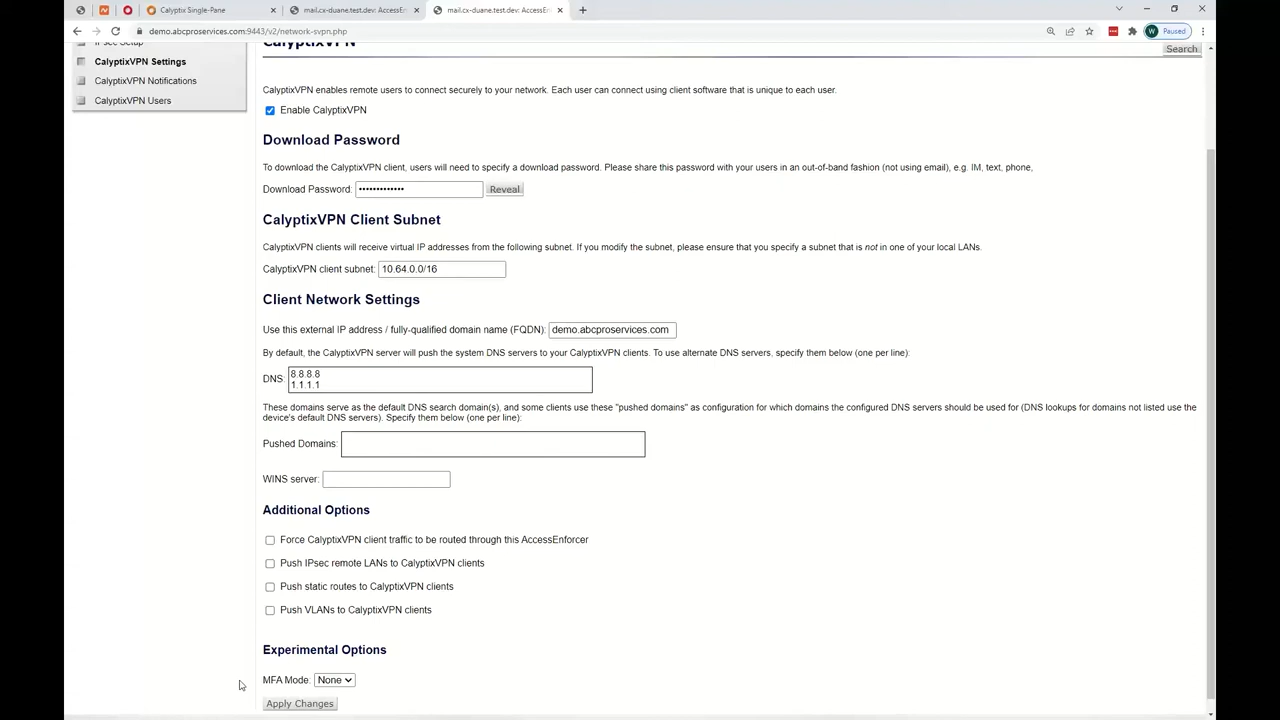 Calyptix Single-Pane
mail.cx-duane.test.dev: AccessEn
mail.cx-duane.test.dev: AccessEn
demo.abcproservices.com:9443/v2/network-svpn.php
W Paused
IPsec Setup
CalyptixVPN Settings
CalyptixVPN Notifications
CalyptixVPN Users
CalyptixVPN
Search
CalyptixVPN enables remote users to connect securely to your network. Each user can connect using client software that is unique to each user.
Enable CalyptixVPN
Download Password
To download the CalyptixVPN client, users will need to specify a download password. Please share this password with your users in an out-of-band fashion (not using email), e.g. IM, text, phone,
Download Password: ••••••••••••• Reveal
CalyptixVPN Client Subnet
CalyptixVPN clients will receive virtual IP addresses from the following subnet. If you modify the subnet, please ensure that you specify a subnet that is not in one of your local LANs.
CalyptixVPN client subnet: 10.64.0.0/16
Client Network Settings
Use this external IP address / fully-qualified domain name (FQDN): demo.abcproservices.com
By default, the CalyptixVPN server will push the system DNS servers to your CalyptixVPN clients. To use alternate DNS servers, specify them below (one per line):
DNS: 8.8.8.8
1.1.1.1
These domains serve as the default DNS search domain(s), and some clients use these "pushed domains" as configuration for which domains the configured DNS servers should be used for (DNS lookups for domains not listed use the
device's default DNS servers). Specify them below (one per line):
Pushed Domains:
WINS server:
Additional Options
Force CalyptixVPN client traffic to be routed through this AccessEnforcer
Push IPsec remote LANs to CalyptixVPN clients
Push static routes to CalyptixVPN clients
Push VLANs to CalyptixVPN clients
Experimental Options
MFA Mode: None
Apply Changes